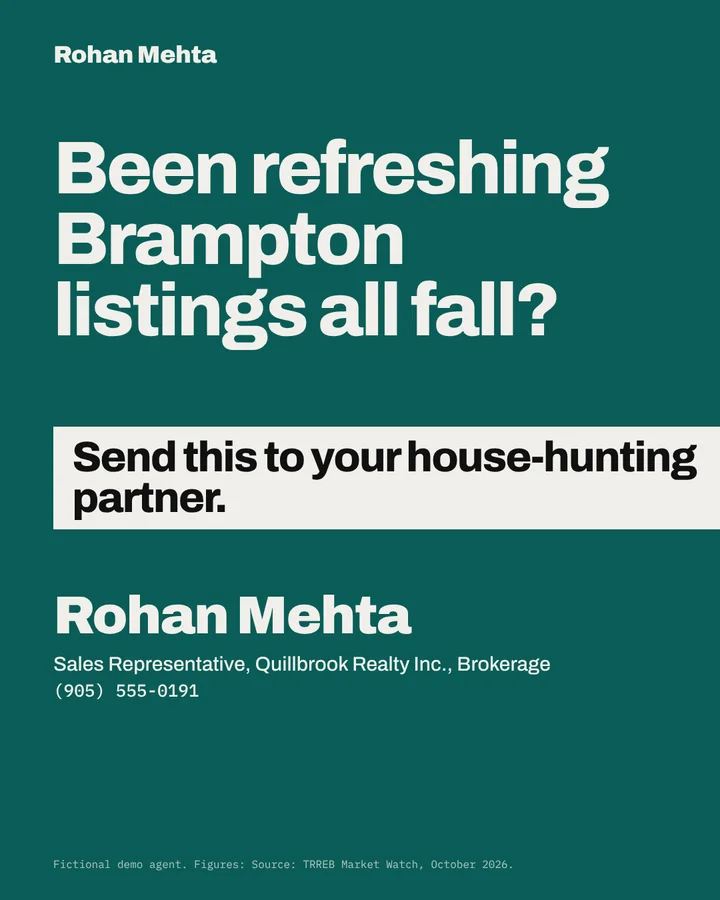 Rohan Mehta
Been refreshing
Brampton
listings all fall?
Send this to your house-hunting
partner.
Rohan Mehta
Sales Representative, Quillbrook Realty Inc., Brokerage
(905) 555-0191
Fictional demo agent. Figures: Source: TRREB Market Watch, October 2026.